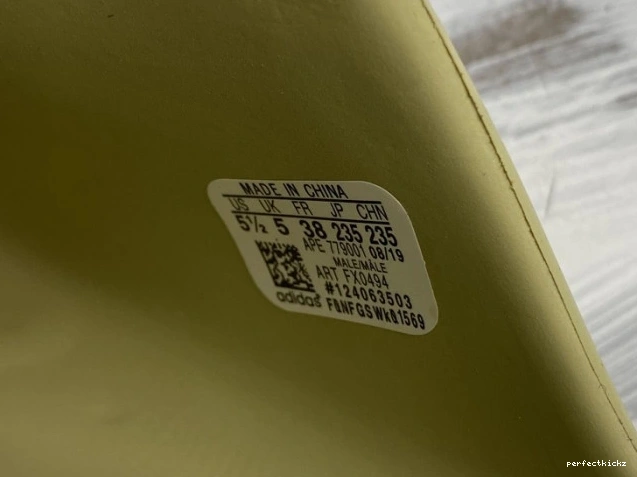 MADE IN CHINA
US UK FR JP CHN
5½ 5 38 235 235
APE 779001 08/19
MALE/MÂLE
ART FX0494
#124063503
adidas FQNFGSWkQ1569
perfectkickz